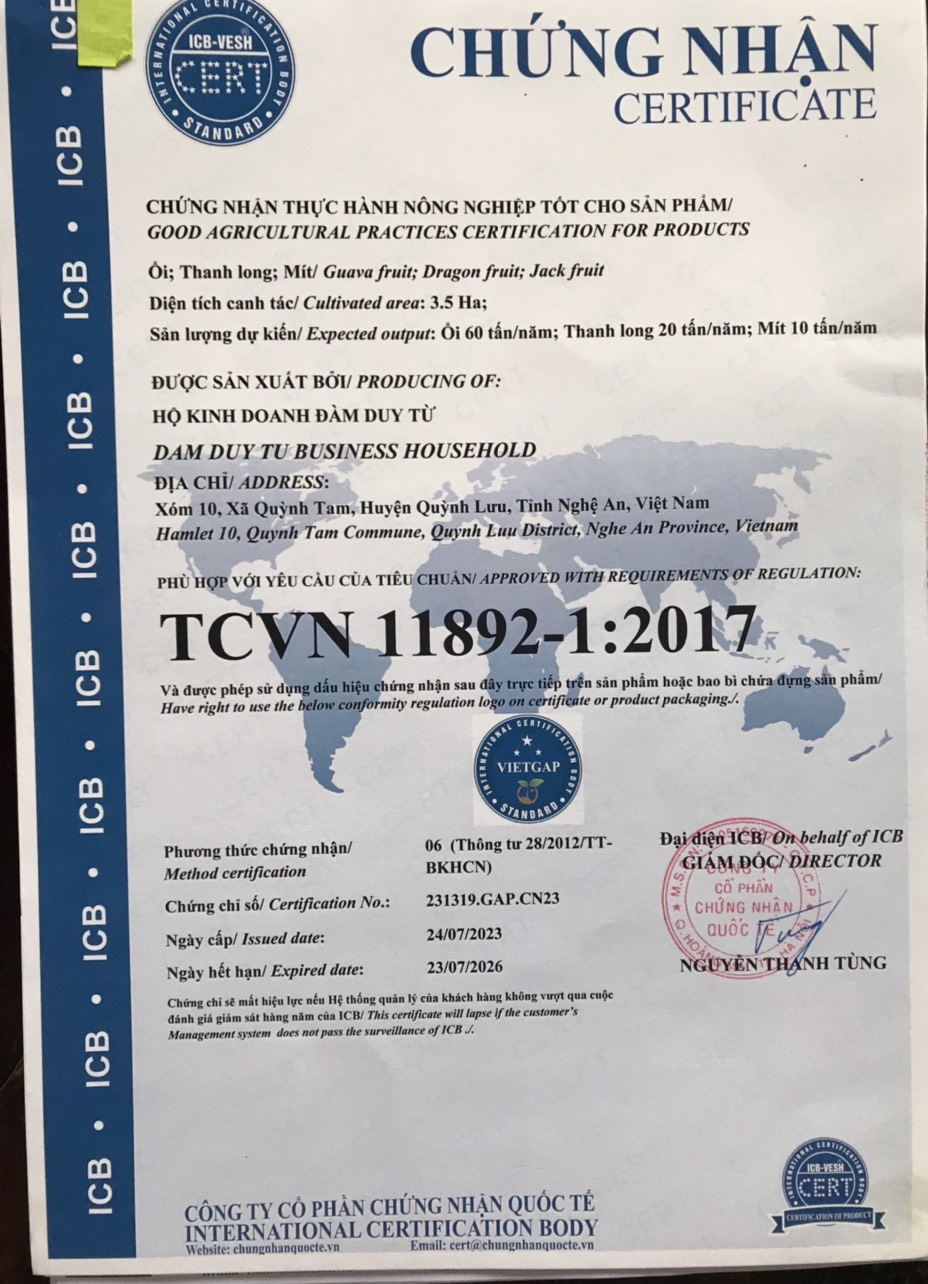 INTERNATIONAL CERTIFICATION BODY
ICB-VESH
CERT
STANDARD
CHỨNG NHẬN
CERTIFICATE
ICB • ICB • ICB • ICB • ICB • ICB • ICB • ICB • ICB • ICB
CHỨNG NHẬN THỰC HÀNH NÔNG NGHIỆP TỐT CHO SẢN PHẨM/
GOOD AGRICULTURAL PRACTICES CERTIFICATION FOR PRODUCTS
Ổi; Thanh long; Mít/ Guava fruit; Dragon fruit; Jack fruit
Diện tích canh tác/ Cultivated area: 3.5 Ha;
Sản lượng dự kiến/ Expected output: Ổi 60 tấn/năm; Thanh long 20 tấn/năm; Mít 10 tấn/năm
ĐƯỢC SẢN XUẤT BỞI/ PRODUCING OF:
HỘ KINH DOANH ĐÀM DUY TỪ
DAM DUY TU BUSINESS HOUSEHOLD
ĐỊA CHỈ/ ADDRESS:
Xóm 10, Xã Quỳnh Tam, Huyện Quỳnh Lưu, Tỉnh Nghệ An, Việt Nam
Hamlet 10, Quynh Tam Commune, Quynh Luu District, Nghe An Province, Vietnam
PHÙ HỢP VỚI YÊU CẦU CỦA TIÊU CHUẨN/ APPROVED WITH REQUIREMENTS OF REGULATION:
TCVN 11892-1:2017
Và được phép sử dụng dấu hiệu chứng nhận sau đây trực tiếp trên sản phẩm hoặc bao bì chứa đựng sản phẩm/
Have right to use the below conformity regulation logo on certificate or product packaging./.
INTERNATIONAL CERTIFICATION BODY
VIETGAP
STANDARD
Phương thức chứng nhận/
Method certification
06 (Thông tư 28/2012/TT-
BKHCN)
Chứng chỉ số/ Certification No.: 231319.GAP.CN23
Ngày cấp/ Issued date: 24/07/2023
Ngày hết hạn/ Expired date: 23/07/2026
Đại diện ICB/ On behalf of ICB
GIÁM ĐỐC/ DIRECTOR
CÔNG TY
CỔ PHẦN
CHỨNG NHẬN
QUỐC TẾ
NGUYỄN THANH TÙNG
Chứng chỉ sẽ mất hiệu lực nếu Hệ thống quản lý của khách hàng không vượt qua cuộc
đánh giá giám sát hàng năm của ICB/ This certificate will lapse if the customer's
Management system does not pass the surveillance of ICB ./.
CÔNG TY CỔ PHẦN CHỨNG NHẬN QUỐC TẾ
INTERNATIONAL CERTIFICATION BODY
Website: chungnhanquocte.vn Email: cert@chungnhanquocte.vn
INTERNATIONAL CERTIFICATION BODY
ICB-VESH
CERT
CERTIFICATION OF PRODUCT